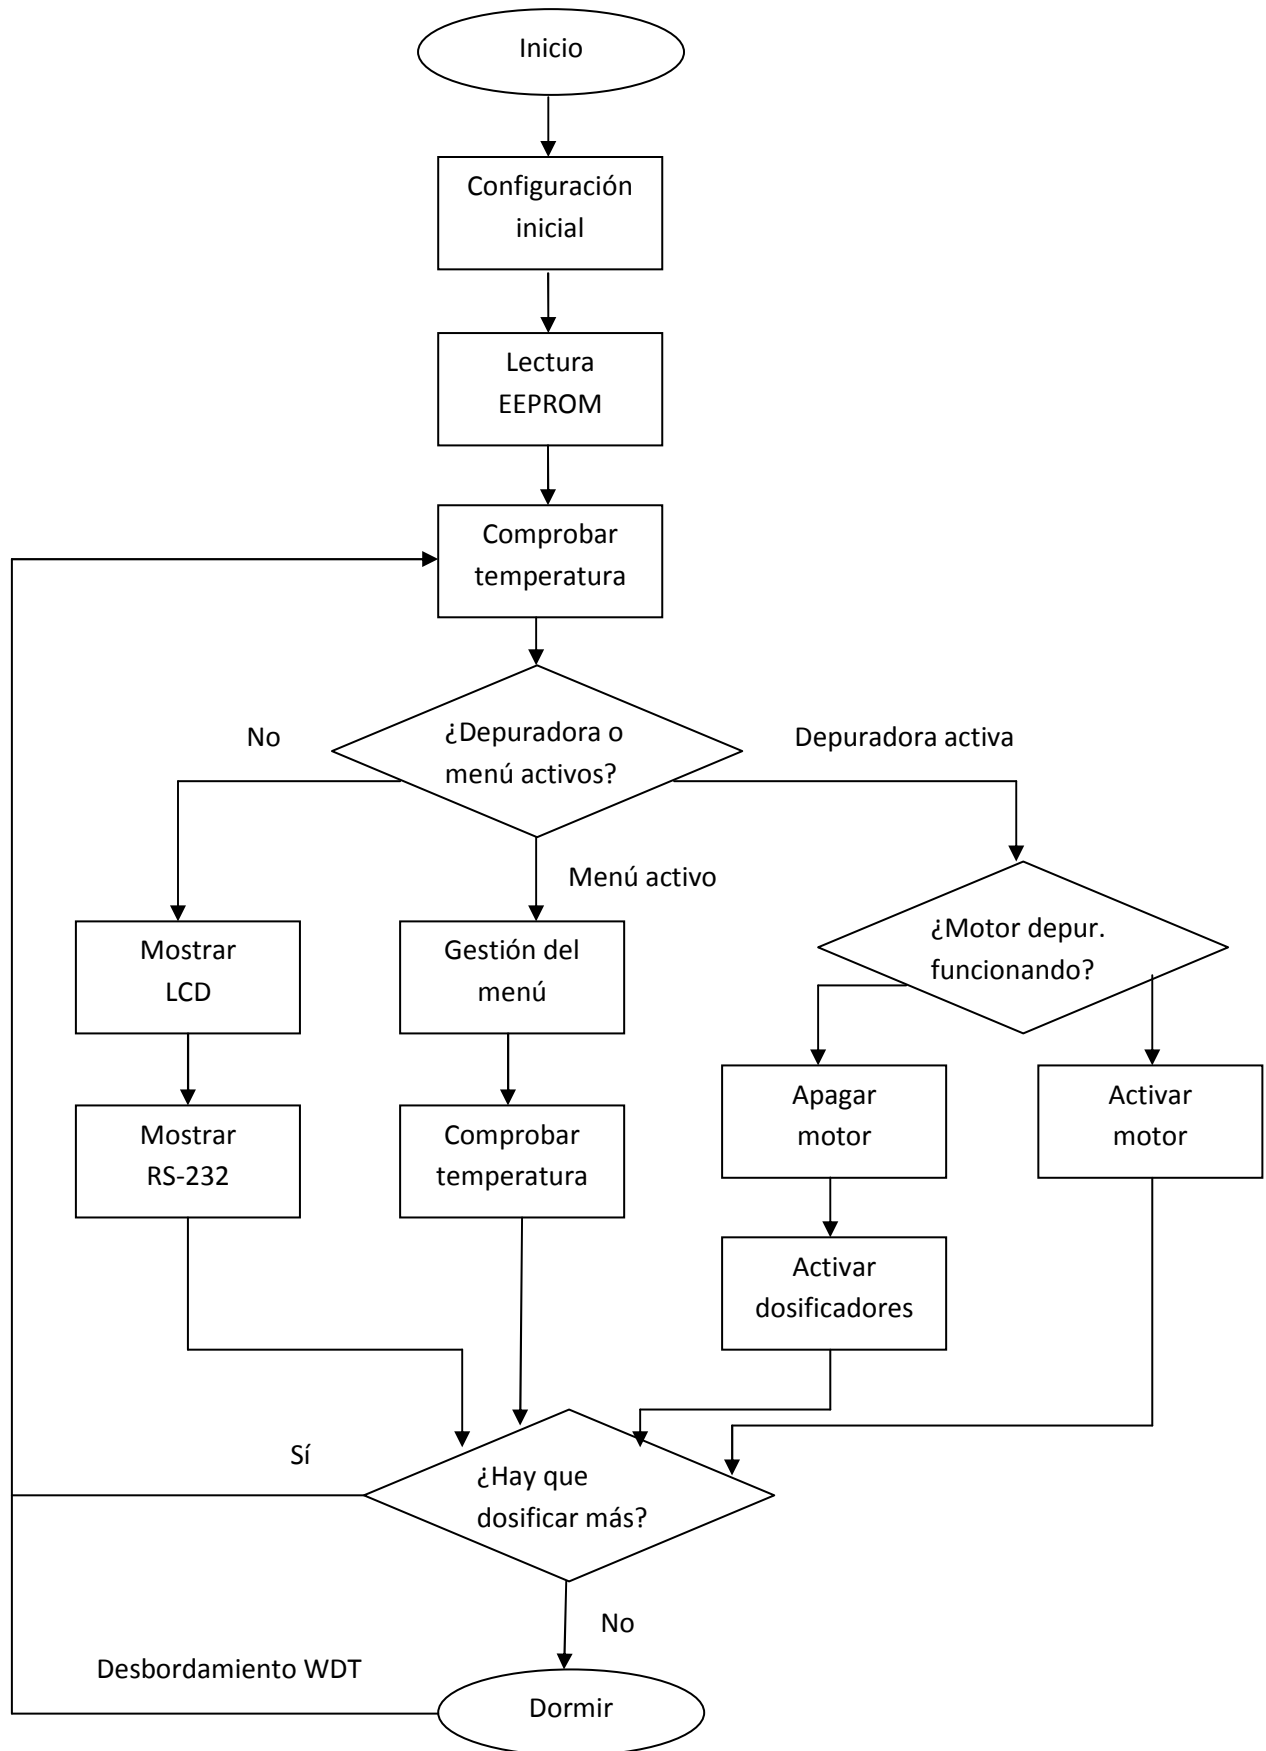 Inicio
Configuración
inicial
Lectura
EEPROM
Comprobar
temperatura
No
¿Depuradora o
menú activos?
Depuradora activa
Menú activo
Mostrar
LCD
Gestión del
menú
¿Motor depur.
funcionando?
Mostrar
RS-232
Comprobar
temperatura
Apagar
motor
Activar
motor
Activar
dosificadores
Sí
¿Hay que
dosificar más?
No
Desbordamiento WDT
Dormir